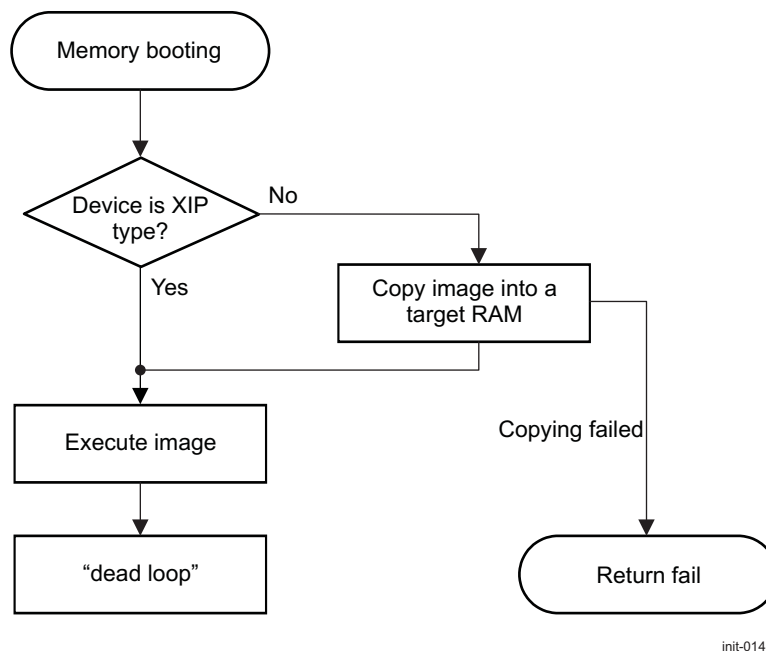 Memory booting
Device is XIP
type?
No
Yes
Copy image into a
target RAM
Execute image
Copying failed
“dead loop”
Return fail
init-014